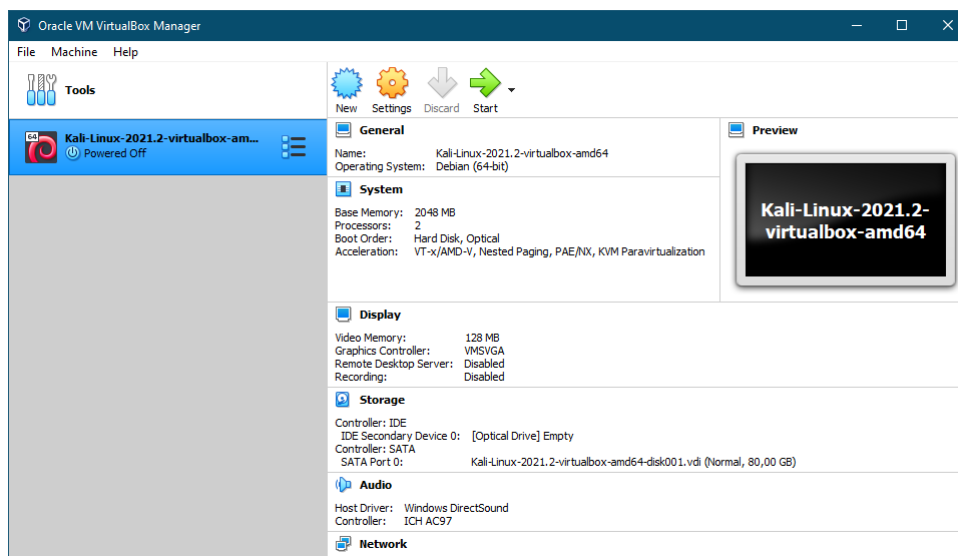 Oracle VM VirtualBox Manager
File Machine Help
Tools
New Settings Discard Start
64
Kali-Linux-2021.2-virtualbox-am...
Powered Off
General
Name: Kali-Linux-2021.2-virtualbox-amd64
Operating System: Debian (64-bit)
System
Base Memory: 2048 MB
Processors: 2
Boot Order: Hard Disk, Optical
Acceleration: VT-x/AMD-V, Nested Paging, PAE/NX, KVM Paravirtualization
Preview
Kali-Linux-2021.2-
virtualbox-amd64
Display
Video Memory: 128 MB
Graphics Controller: VMSVGA
Remote Desktop Server: Disabled
Recording: Disabled
Storage
Controller: IDE
IDE Secondary Device 0: [Optical Drive] Empty
Controller: SATA
SATA Port 0: Kali-Linux-2021.2-virtualbox-amd64-disk001.vdi (Normal, 80,00 GB)
Audio
Host Driver: Windows DirectSound
Controller: ICH AC97
Network